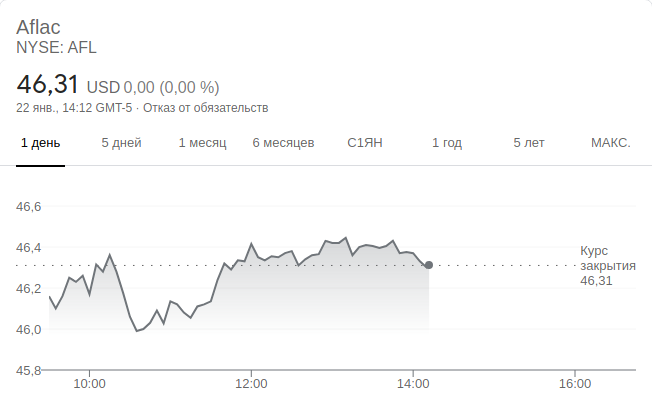 Aflac
NYSE: AFL
46,31 USD 0,00 (0,00 %)
22 янв., 14:12 GMT-5 · Отказ от обязательств
1 день 5 дней 1 месяц 6 месяцев С1ЯН 1 год 5 лет МАКС.
46,6
46,4
Курс
закрытия
46,31
46,2
46,0
45,8
10:00 12:00 14:00 16:00